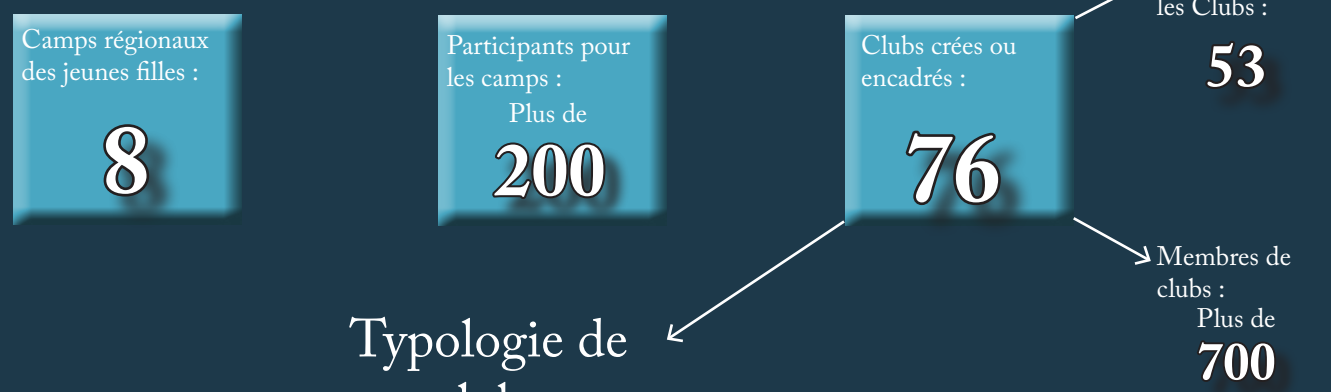 Camps régionaux
des jeunes filles :
8
Participants pour
les camps :
Plus de
200
Clubs crées ou
encadrés :
76
les Clubs :
53
Membres de
clubs :
Plus de
700
Typologie de